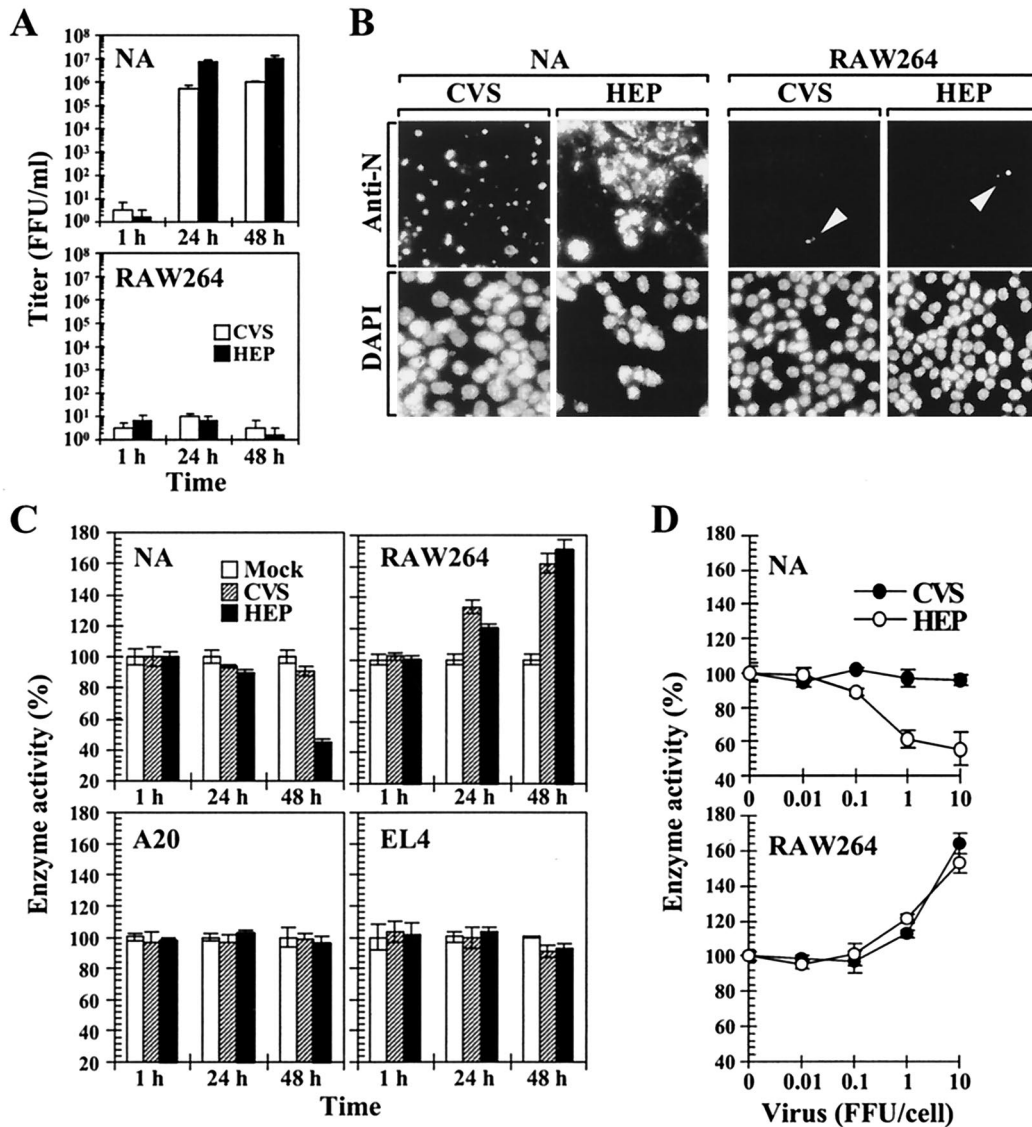 A
NA
10⁸
10⁷
10⁶
10⁵
10⁴
10¹
10⁰
1 h 24 h 48 h
RAW264
CVS
HEP
10⁸
10⁷
10⁶
10⁵
10⁴
10¹
10⁰
1 h 24 h 48 h
Time
Titer (FFU/ml)
B
NA RAW264
CVS HEP CVS HEP
Anti-N
DAPI
C
Enzyme activity (%)
NA
Mock
CVS
HEP
180
160
140
120
100
80
60
40
20
1 h 24 h 48 h
RAW264
1 h 24 h 48 h
A20
180
160
140
120
100
80
60
40
20
1 h 24 h 48 h
EL4
1 h 24 h 48 h
Time
D
Enzyme activity (%)
NA
CVS
HEP
180
160
140
120
100
80
60
40
0 0.01 0.1 1 10
RAW264
180
160
140
120
100
80
60
40
0 0.01 0.1 1 10
Virus (FFU/cell)